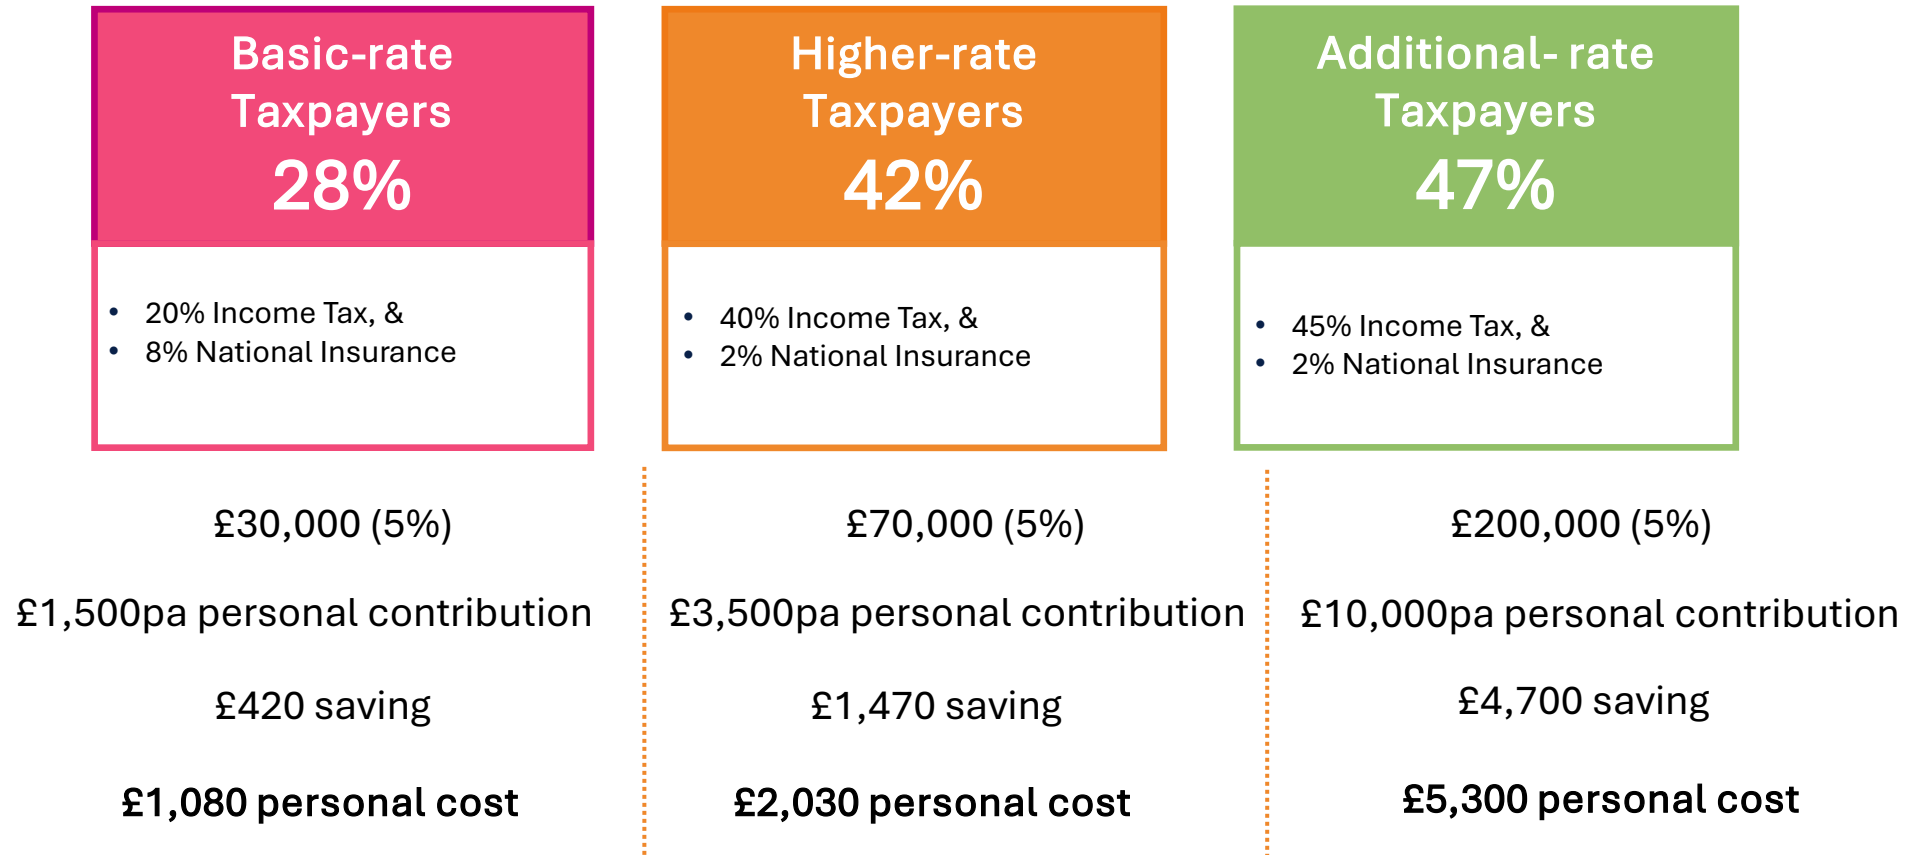 Basic-rate
Taxpayers
28%
• 20% Income Tax, &
• 8% National Insurance
£30,000 (5%)
£1,500pa personal contribution
£420 saving
£1,080 personal cost
Higher-rate
Taxpayers
42%
• 40% Income Tax, &
• 2% National Insurance
£70,000 (5%)
£3,500pa personal contribution
£1,470 saving
£2,030 personal cost
Additional- rate
Taxpayers
47%
• 45% Income Tax, &
• 2% National Insurance
£200,000 (5%)
£10,000pa personal contribution
£4,700 saving
£5,300 personal cost